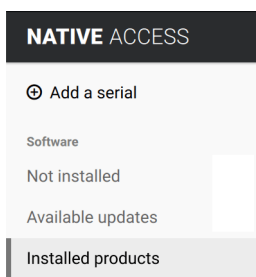 NATIVE ACCESS
Add a serial
Software
Not installed
Available updates
Installed products